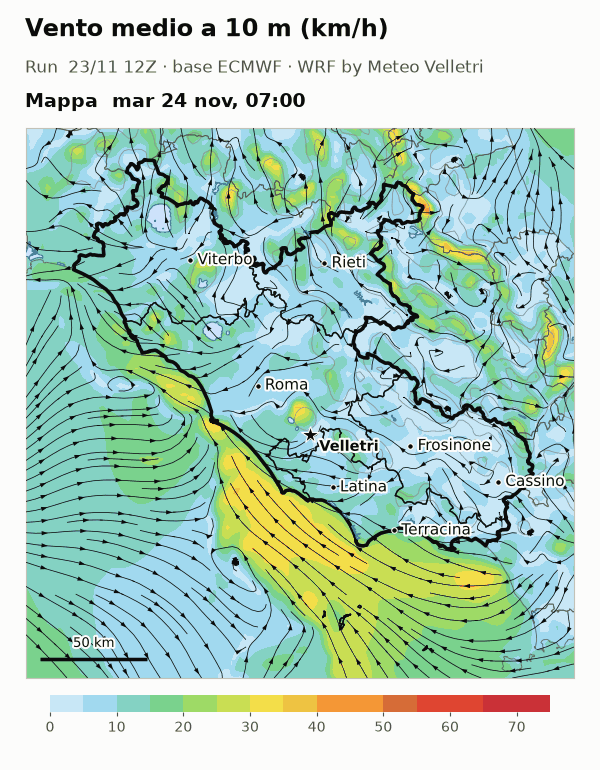 Vento medio a 10 m (km/h)
Run  23/11 12Z · base ECMWF · WRF by Meteo Velletri
Mappa  mar 24 nov, 07:00
Viterbo
Rieti
Roma
Velletri
Frosinone
Cassino
Latina
Terracina
50 km
0 10 20 30 40 50 60 70